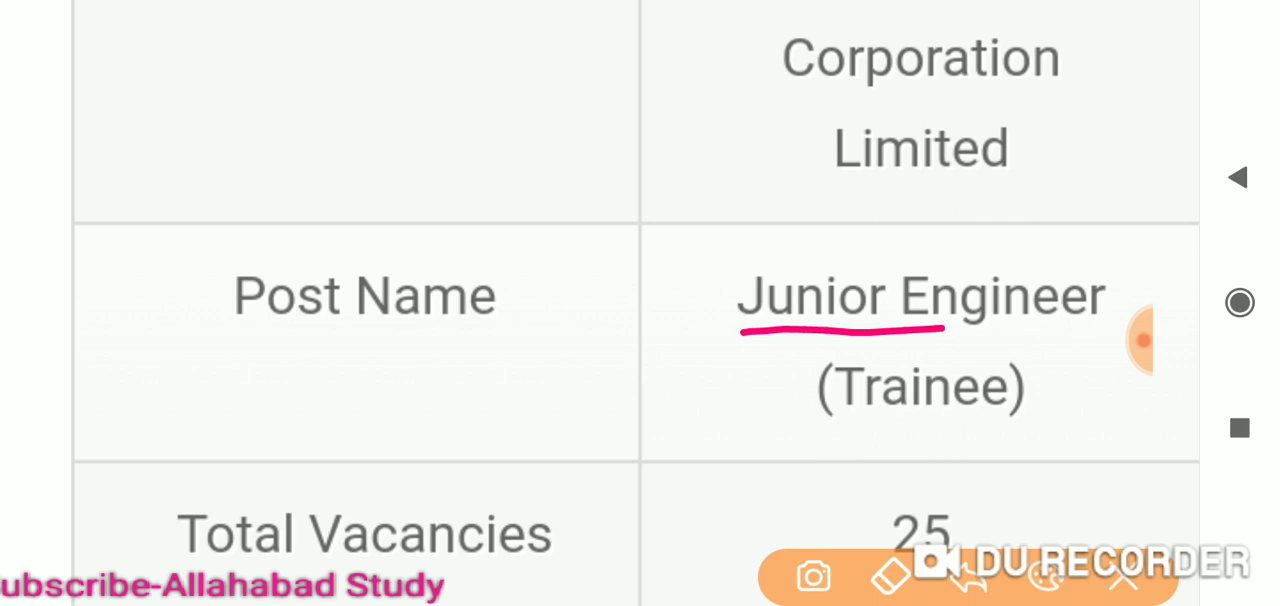 Corporation
Limited
Post Name
Junior Engineer
(Trainee)
Total Vacancies
25
DU RECORDER
ubscribe-Allahabad Study